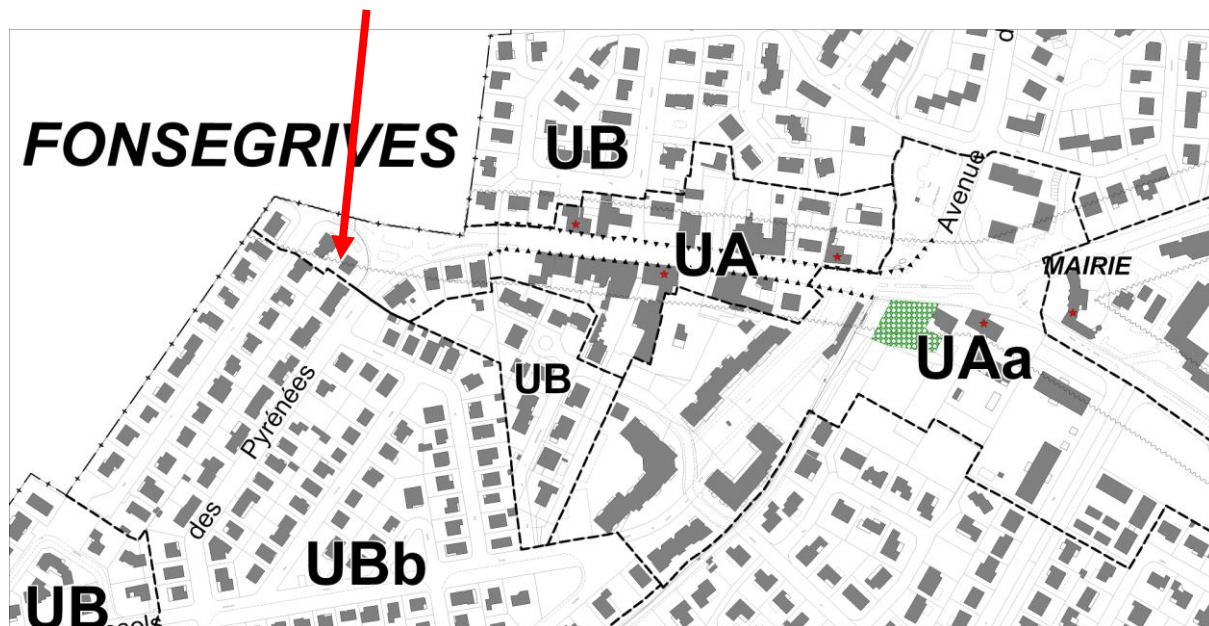 FONSEGRIVES
UB
Avenue
UA
MAIRIE
UAa
UB
Pyrénées
des
UBb
UB